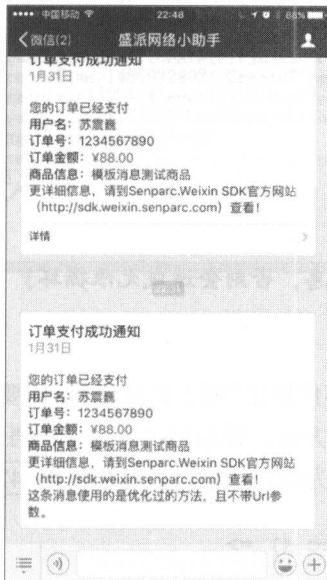 中国移动 22:48 68%
微信(2) 盛派网络小助手
订单支付成功通知
1月31日
您的订单已经支付
用户名：苏震巍
订单号：1234567890
订单金额：¥88.00
商品信息：模板消息测试商品
更详细信息，请到Senparc.Weixin SDK官方网站
（http://sdk.weixin.senparc.com）查看！
详情
订单支付成功通知
1月31日
您的订单已经支付
用户名：苏震巍
订单号：1234567890
订单金额：¥88.00
商品信息：模板消息测试商品
更详细信息，请到Senparc.Weixin SDK官方网站
（http://sdk.weixin.senparc.com）查看！
这条消息使用的是优化过的方法，且不带Url参
数。